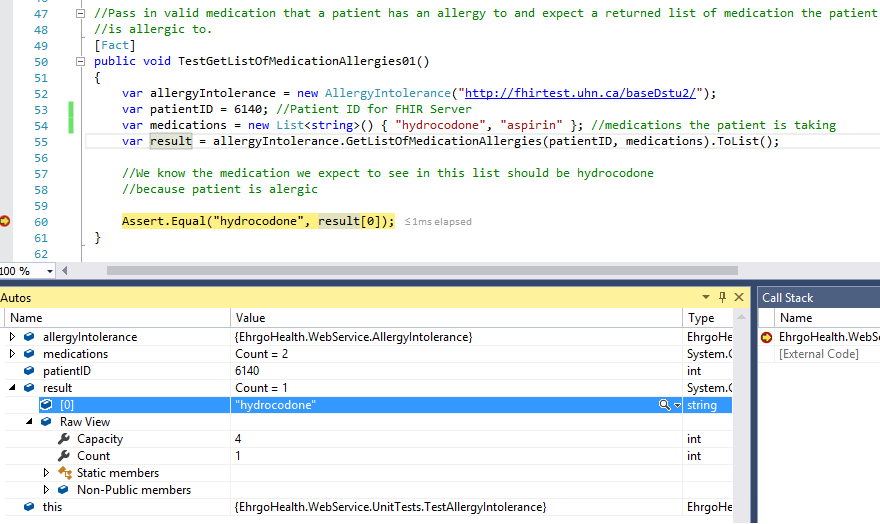 47 //Pass in valid medication that a patient has an allergy to and expect a returned list of medication the patient
48 //is allergic to.
49 [Fact]
50 public void TestGetListOfMedicationAllergies01()
51 {
52 var allergyIntolerance = new AllergyIntolerance("http://fhirtest.uhn.ca/baseDstu2/");
53 var patientID = 6140; //Patient ID for FHIR Server
54 var medications = new List<string>() { "hydrocodone", "aspirin" }; //medications the patient is taking
55 var result = allergyIntolerance.GetListOfMedicationAllergies(patientID, medications).ToList();
56
57 //We know the medication we expect to see in this list should be hydrocodone
58 //because patient is alergic
59
60 Assert.Equal("hydrocodone", result[0]); ≤1ms elapsed
61 }
62
100 %
Autos
Name Value Type
allergyIntolerance {EhrgoHealth.WebService.AllergyIntolerance} EhrgoHe
medications Count = 2 System.C
patientID 6140 int
result Count = 1 System.C
[0] "hydrocodone" string
Raw View
Capacity 4 int
Count 1 int
Static members
Non-Public members
this {EhrgoHealth.WebService.UnitTests.TestAllergyIntolerance} EhrgoHe
Call Stack
Name
EhrgoHealth.WebSe
[External Code]